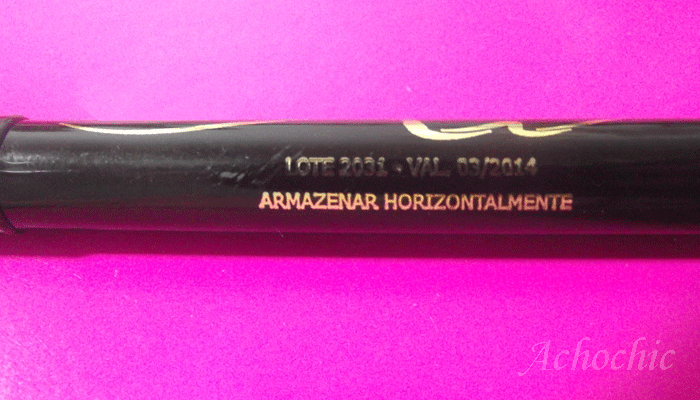 LOTE 2031 - VAL. 03/2014
ARMAZENAR HORIZONTALMENTE
Achochic